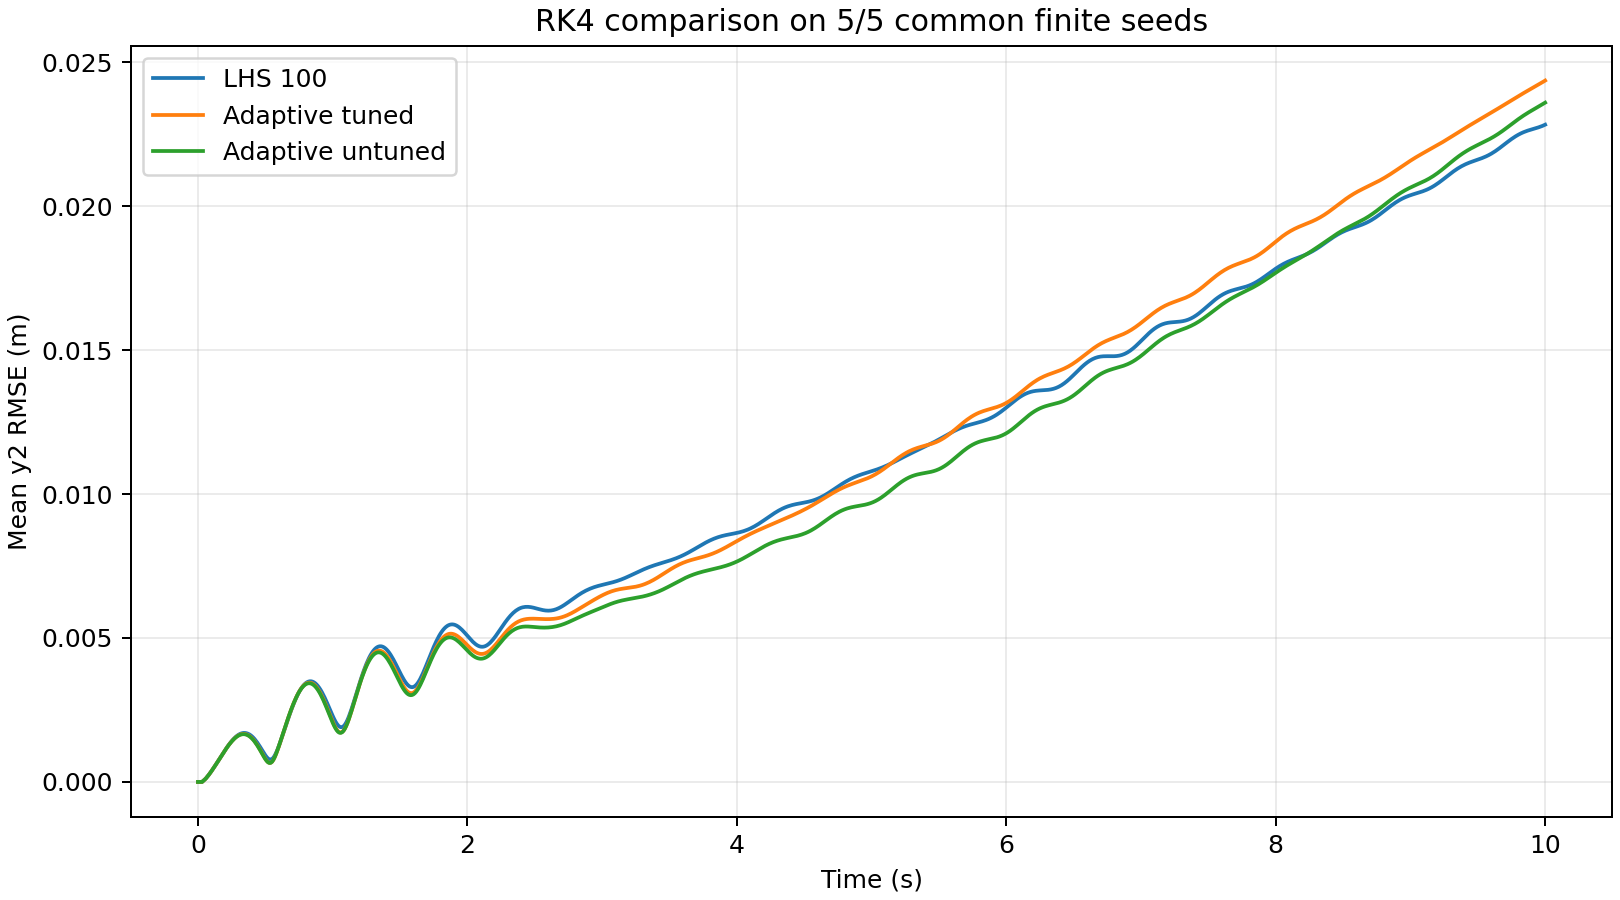 RK4 comparison on 5/5 common finite seeds
LHS 100
Adaptive tuned
Adaptive untuned
Mean y2 RMSE (m)
0.025
0.020
0.015
0.010
0.005
0.000
0 2 4 6 8 10
Time (s)